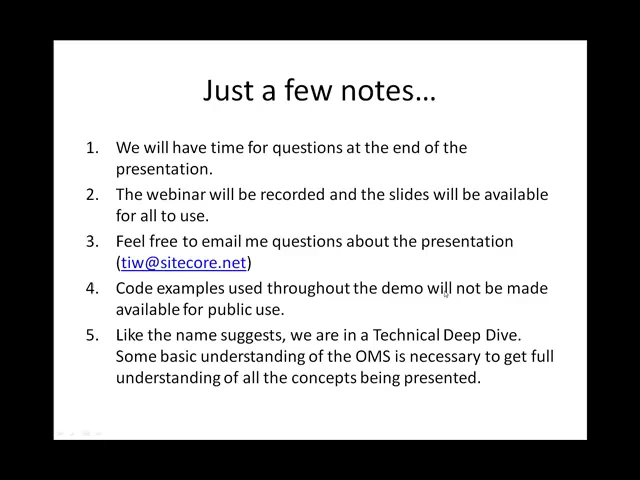 Just a few notes…
1. We will have time for questions at the end of the
presentation.
2. The webinar will be recorded and the slides will be available
for all to use.
3. Feel free to email me questions about the presentation
(tiw@sitecore.net)
4. Code examples used throughout the demo will not be made
available for public use.
5. Like the name suggests, we are in a Technical Deep Dive.
Some basic understanding of the OMS is necessary to get full
understanding of all the concepts being presented.